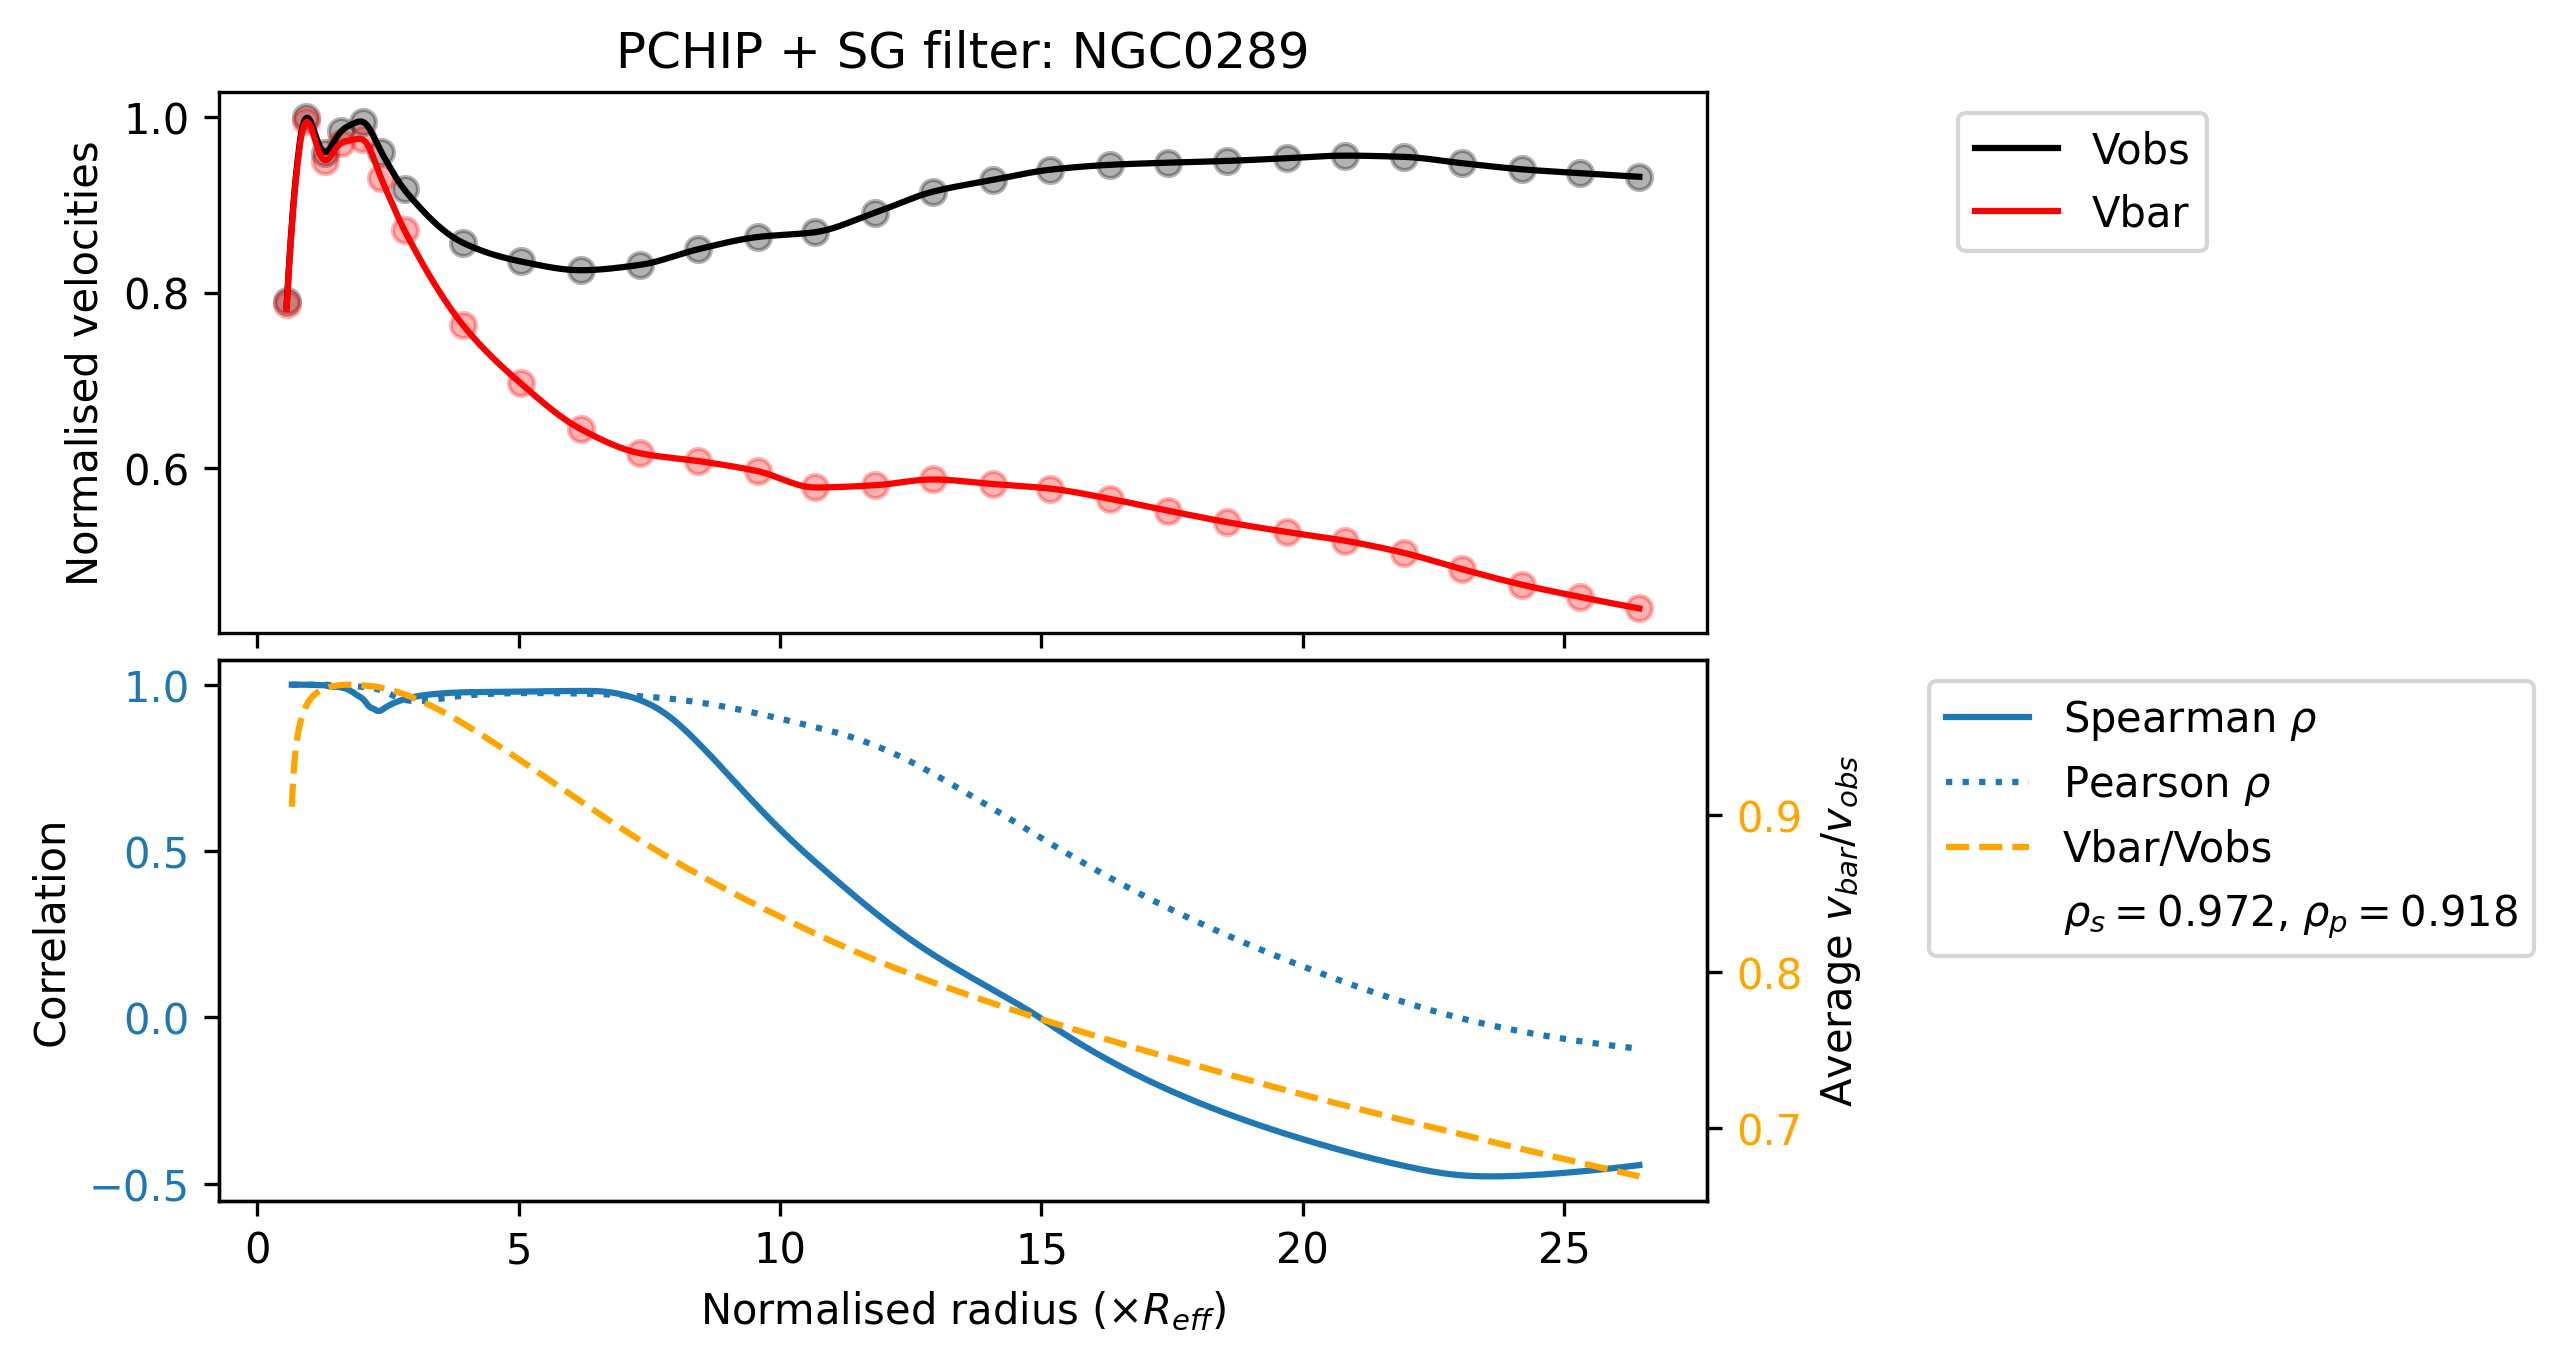 PCHIP + SG filter: NGC0289
Normalised velocities
1.0
0.8
0.6
Vobs
Vbar
Correlation
1.0
0.5
0.0
−0.5
0.9
0.8
0.7
Average v_bar/v_obs
Spearman ρ
Pearson ρ
Vbar/Vobs
ρ_s = 0.972, ρ_p = 0.918
0 5 10 15 20 25
Normalised radius (×R_eff)